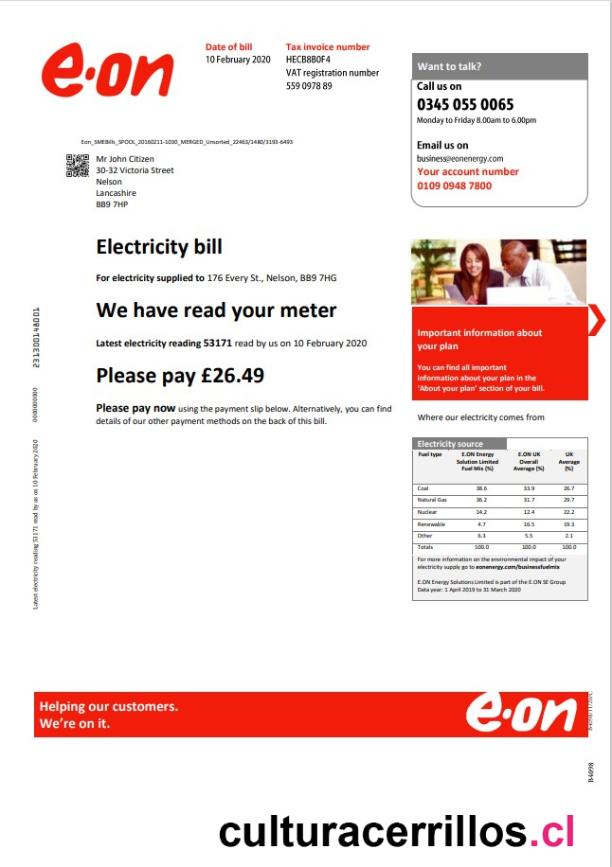 e·on
Date of bill
10 February 2020
Tax invoice number
HECB8B0F4
VAT registration number
559 0978 89
Want to talk?
Call us on
0345 055 0065
Monday to Friday 8.00am to 6.00pm
Email us on
business@eonenergy.com
Your account number
0109 0948 7800
Eon_SMEBills_SPOOL_20160211-1030_MERGED_Unsorted_22463/1480/3193-6493
Mr John Citizen
30-32 Victoria Street
Nelson
Lancashire
BB9 7HP
Electricity bill
For electricity supplied to 176 Every St., Nelson, BB9 7HG
We have read your meter
Latest electricity reading 53171 read by us on 10 February 2020
Please pay £26.49
Please pay now using the payment slip below. Alternatively, you can find
details of our other payment methods on the back of this bill.
Important information about
your plan
You can find all important
information about your plan in the
‘About your plan’ section of your bill.
Where our electricity comes from
Electricity source
Fuel type E.ON Energy Solution Limited Fuel Mix (%) E.ON UK Overall Average (%) UK Average (%)
Coal 38.6 33.9 26.7
Natural Gas 36.2 31.7 29.7
Nuclear 14.2 12.4 22.2
Renewable 4.7 16.5 19.3
Other 6.3 5.5 2.1
Totals 100.0 100.0 100.0
For more information on the environmental impact of your
electricity supply go to eonenergy.com/businessfuelmix
E.ON Energy Solutions Limited is part of the E.ON SE Group
Data year: 1 April 2019 to 31 March 2020
Latest electricity reading 53171 read by us on 10 February 2020
0000000000
231300148001
Helping our customers.
We’re on it.
e·on
B4098
culturacerrillos.cl